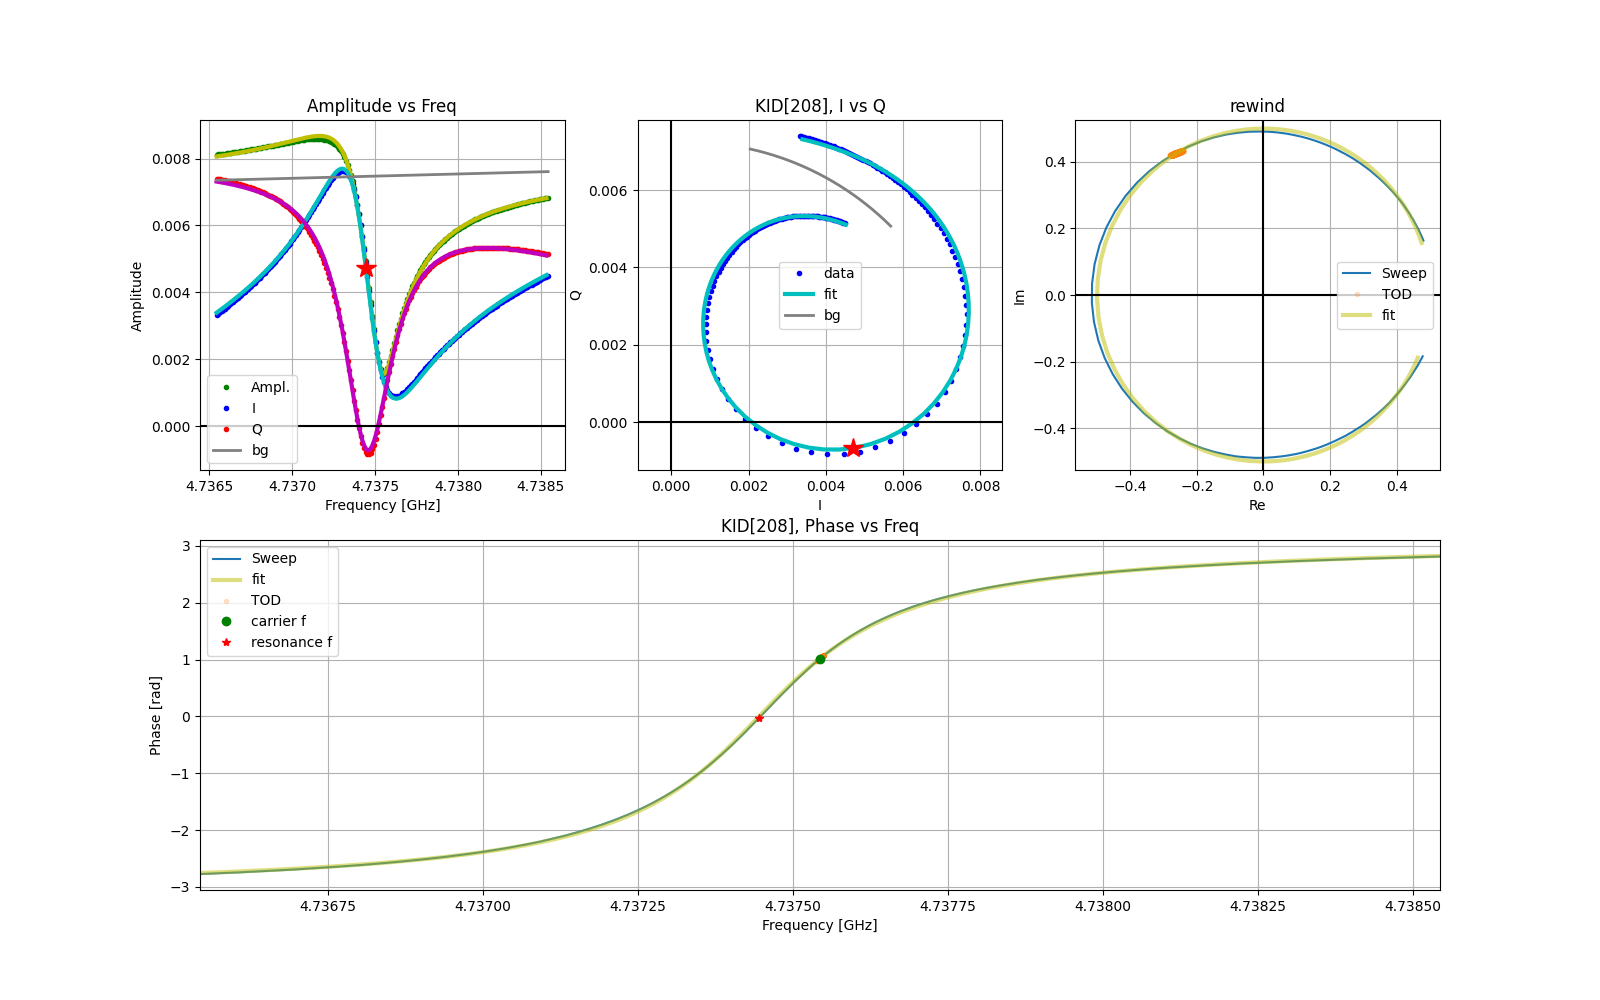 Amplitude vs Freq
Amplitude
0.008
0.006
0.004
0.002
0.000
Ampl.
I
Q
bg
4.7365 4.7370 4.7375 4.7380 4.7385
Frequency [GHz]
KID[208], I vs Q
Q
0.006
0.004
0.002
0.000
data
fit
bg
0.000 0.002 0.004 0.006 0.008
I
rewind
Im
0.4
0.2
0.0
−0.2
−0.4
Sweep
TOD
fit
−0.4 −0.2 0.0 0.2 0.4
Re
KID[208], Phase vs Freq
Phase [rad]
3
2
1
0
−1
−2
−3
Sweep
fit
TOD
carrier f
resonance f
4.73675 4.73700 4.73725 4.73750 4.73775 4.73800 4.73825 4.73850
Frequency [GHz]